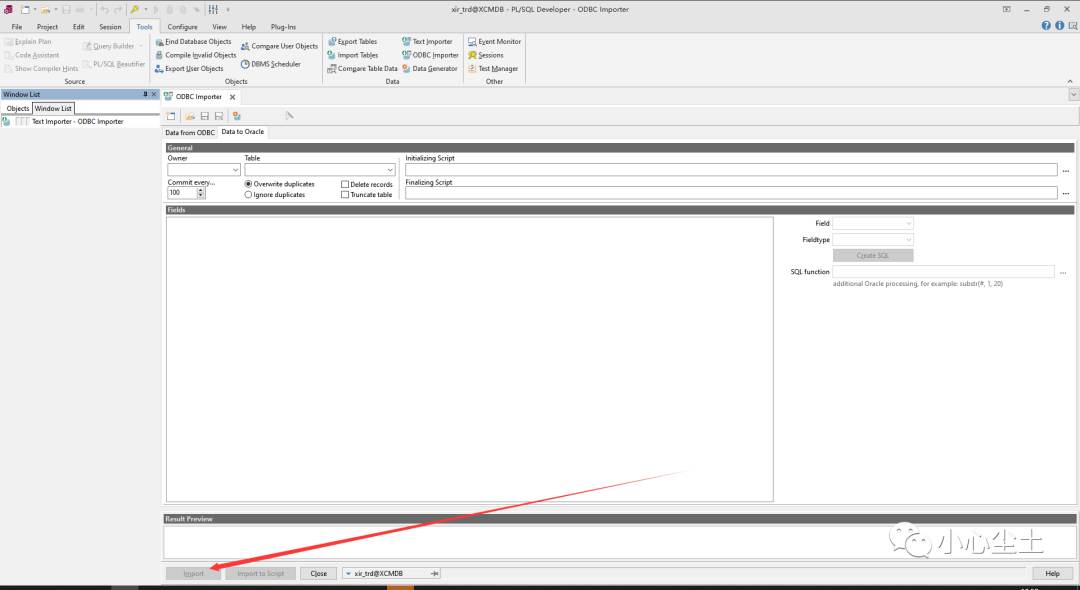 xir_trd@XCMDB - PL/SQL Developer - ODBC Importer
File Project Edit Session Tools Configure View Help Plug-Ins
Explain Plan
Code Assistant
Show Compiler Hints
Query Builder
PL/SQL Beautifier
Source
Find Database Objects
Compile Invalid Objects
Export User Objects
Compare User Objects
DBMS Scheduler
Objects
Export Tables
Import Tables
Compare Table Data
Text Importer
ODBC Importer
Data Generator
Data
Event Monitor
Sessions
Test Manager
Other
Window List
Objects Window List
Text Importer - ODBC Importer
ODBC Importer
Data from ODBC Data to Oracle
General
Owner Table Initializing Script
Commit every... Overwrite duplicates Delete records Finalizing Script
100 Ignore duplicates Truncate table
Fields
Field
Fieldtype
Create SQL
SQL function
additional Oracle processing, for example: substr(#, 1, 20)
Result Preview
小心尘土
Import Import to Script Close xir_trd@XCMDB Help